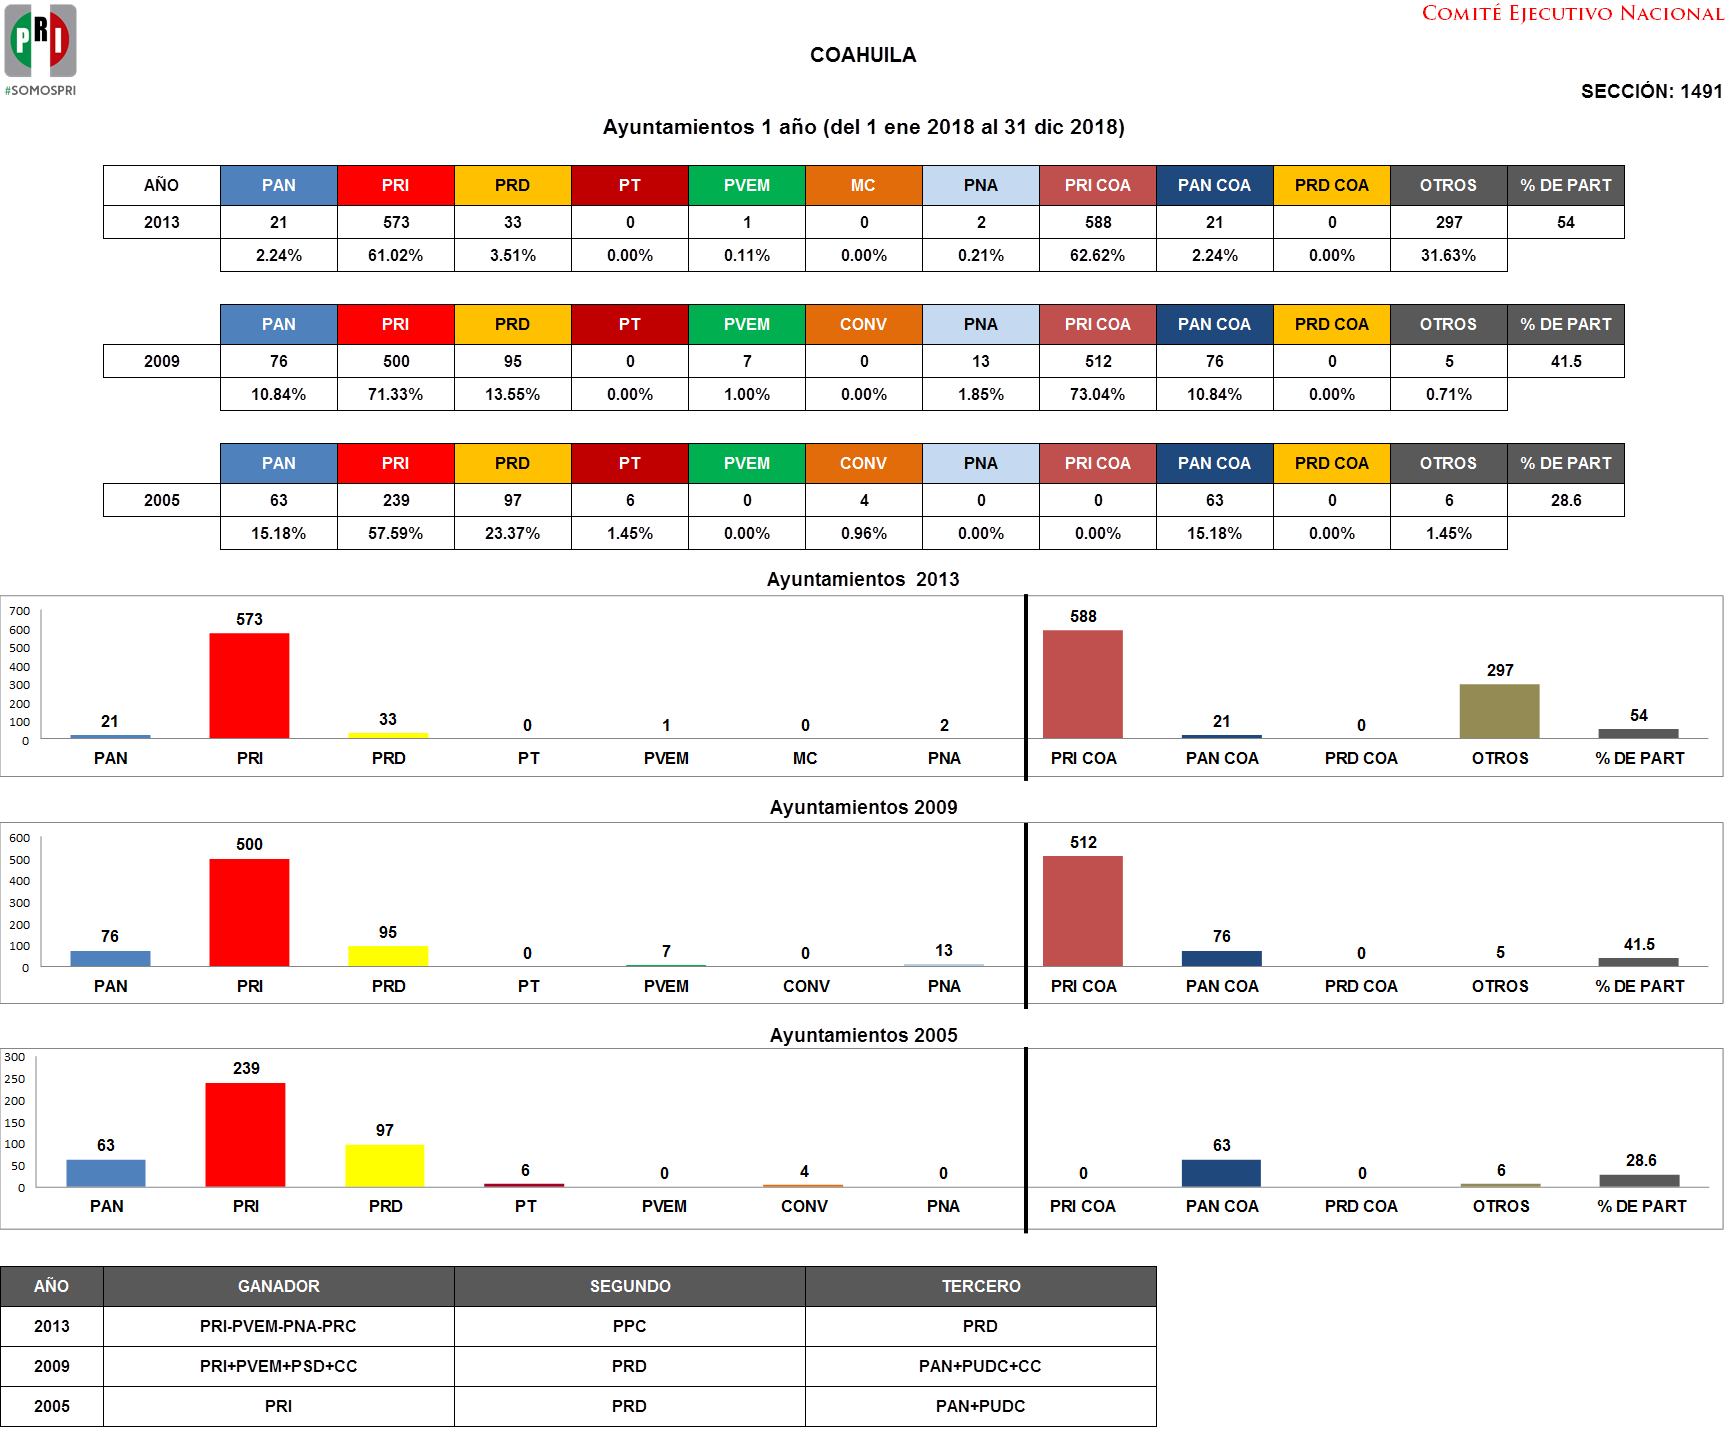 COMITÉ EJECUTIVO NACIONAL
PRI
#SOMOSPRI
COAHUILA
SECCIÓN: 1491
Ayuntamientos 1 año (del 1 ene 2018 al 31 dic 2018)
AÑO PAN PRI PRD PT PVEM MC PNA PRI COA PAN COA PRD COA OTROS % DE PART
2013 21 573 33 0 1 0 2 588 21 0 297 54
2.24% 61.02% 3.51% 0.00% 0.11% 0.00% 0.21% 62.62% 2.24% 0.00% 31.63%
PAN PRI PRD PT PVEM CONV PNA PRI COA PAN COA PRD COA OTROS % DE PART
2009 76 500 95 0 7 0 13 512 76 0 5 41.5
10.84% 71.33% 13.55% 0.00% 1.00% 0.00% 1.85% 73.04% 10.84% 0.00% 0.71%
PAN PRI PRD PT PVEM CONV PNA PRI COA PAN COA PRD COA OTROS % DE PART
2005 63 239 97 6 0 4 0 0 63 0 6 28.6
15.18% 57.59% 23.37% 1.45% 0.00% 0.96% 0.00% 0.00% 15.18% 0.00% 1.45%
Ayuntamientos 2013
700
600
500
400
300
200
100
0
21 573 33 0 1 0 2 588 21 0 297 54
PAN PRI PRD PT PVEM MC PNA PRI COA PAN COA PRD COA OTROS % DE PART
Ayuntamientos 2009
600
500
400
300
200
100
0
76 500 95 0 7 0 13 512 76 0 5 41.5
PAN PRI PRD PT PVEM CONV PNA PRI COA PAN COA PRD COA OTROS % DE PART
Ayuntamientos 2005
300
250
200
150
100
50
0
63 239 97 6 0 4 0 0 63 0 6 28.6
PAN PRI PRD PT PVEM CONV PNA PRI COA PAN COA PRD COA OTROS % DE PART
AÑO GANADOR SEGUNDO TERCERO
2013 PRI-PVEM-PNA-PRC PPC PRD
2009 PRI+PVEM+PSD+CC PRD PAN+PUDC+CC
2005 PRI PRD PAN+PUDC